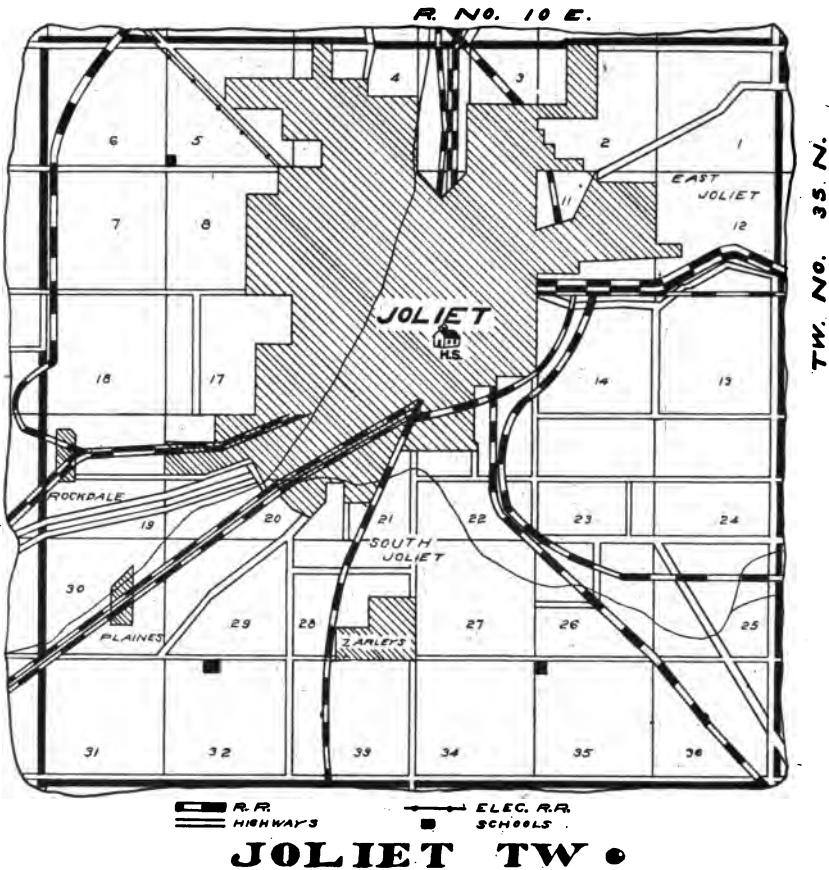 R. NO. 10 E.
TW. NO. 35 N.
4
3
6
5
2
1
EAST
JOLIET
7
8
11
12
JOLIET
H.S.
18
17
14
13
ROCKDALE
19
20
21
22
23
24
SOUTH
JOLIET
30
29
28
27
26
25
PLAINES
ZARLEYS
31
32
33
34
35
36
R.R.
ELEC. R.R.
HIGHWAYS
SCHOOLS
JOLIET TW.